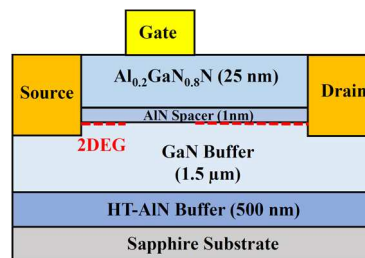 Gate
Source
Al0.2GaN0.8N (25 nm)
Drain
AlN Spacer (1nm)
2DEG
GaN Buffer
(1.5 μm)
HT-AlN Buffer (500 nm)
Sapphire Substrate